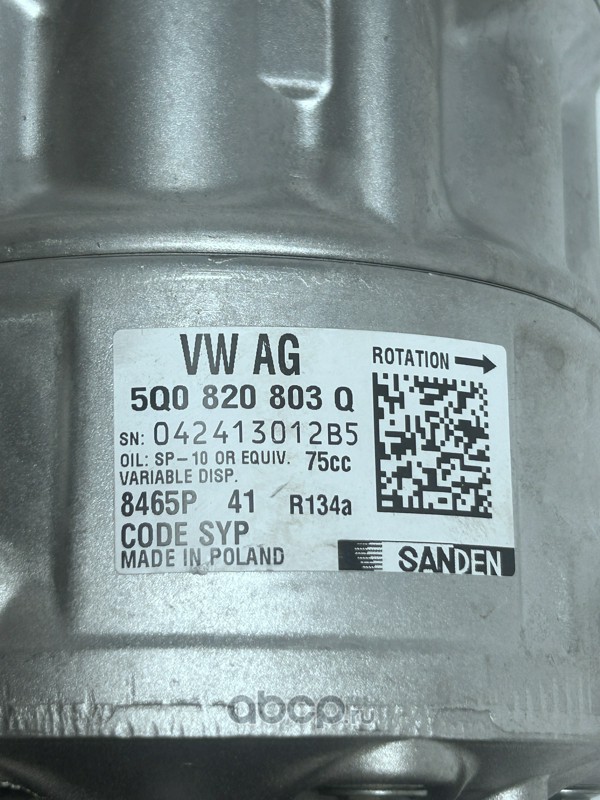 VW AG
ROTATION
5Q0 820 803 Q
SN: 042413012B5
OIL: SP-10 OR EQUIV. 75cc
VARIABLE DISP.
8465P 41 R134a
CODE SYP
MADE IN POLAND
SANDEN
abcp.ru